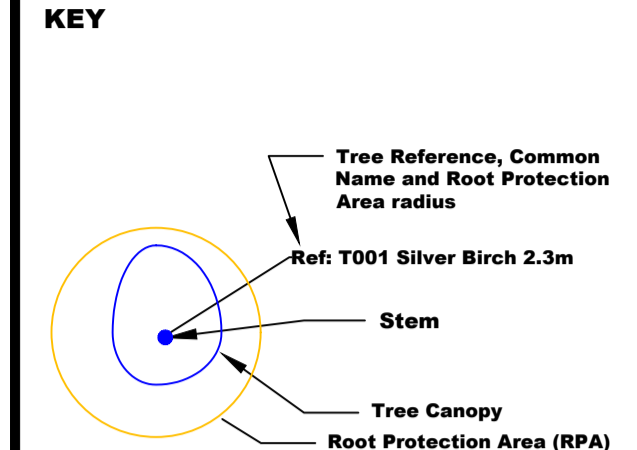 KEY
Tree Reference, Common
Name and Root Protection
Area radius
Ref: T001 Silver Birch 2.3m
Stem
Tree Canopy
Root Protection Area (RPA)